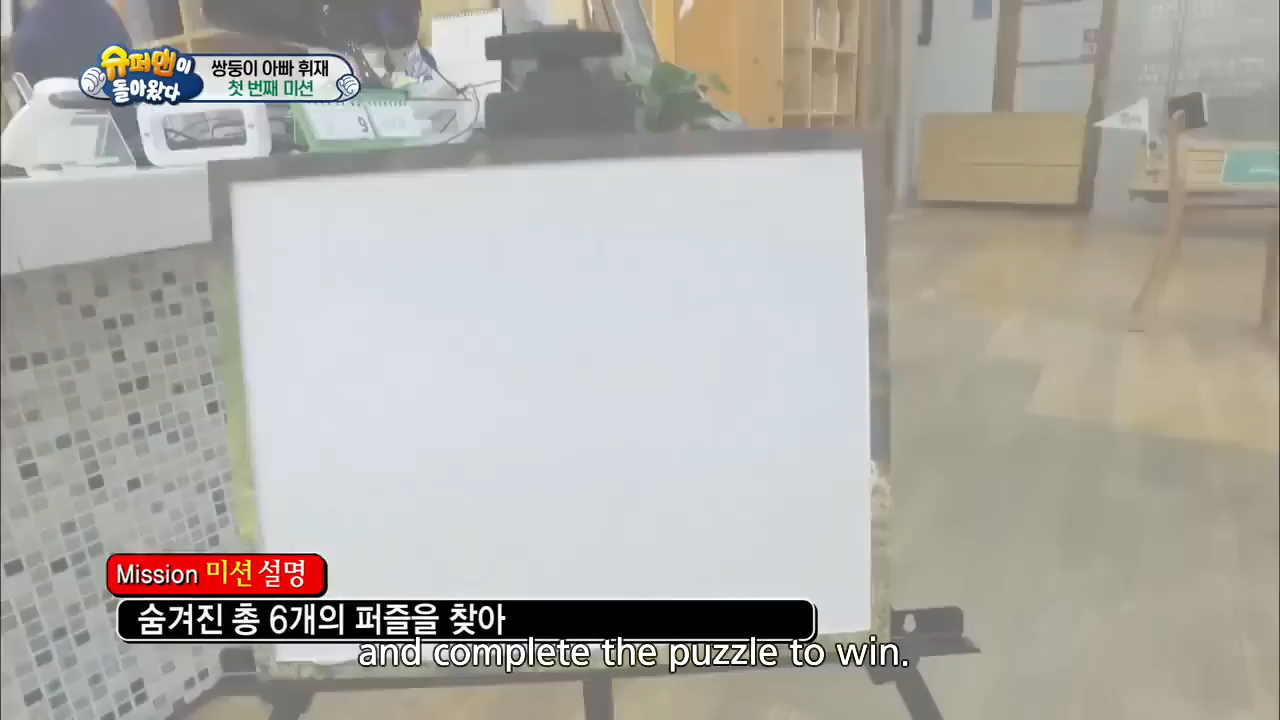 슈퍼맨이
돌아왔다
쌍둥이 아빠 휘재
첫 번째 미션
9
Mission 미션 설명
숨겨진 총 6개의 퍼즐을 찾아
and complete the puzzle to win.